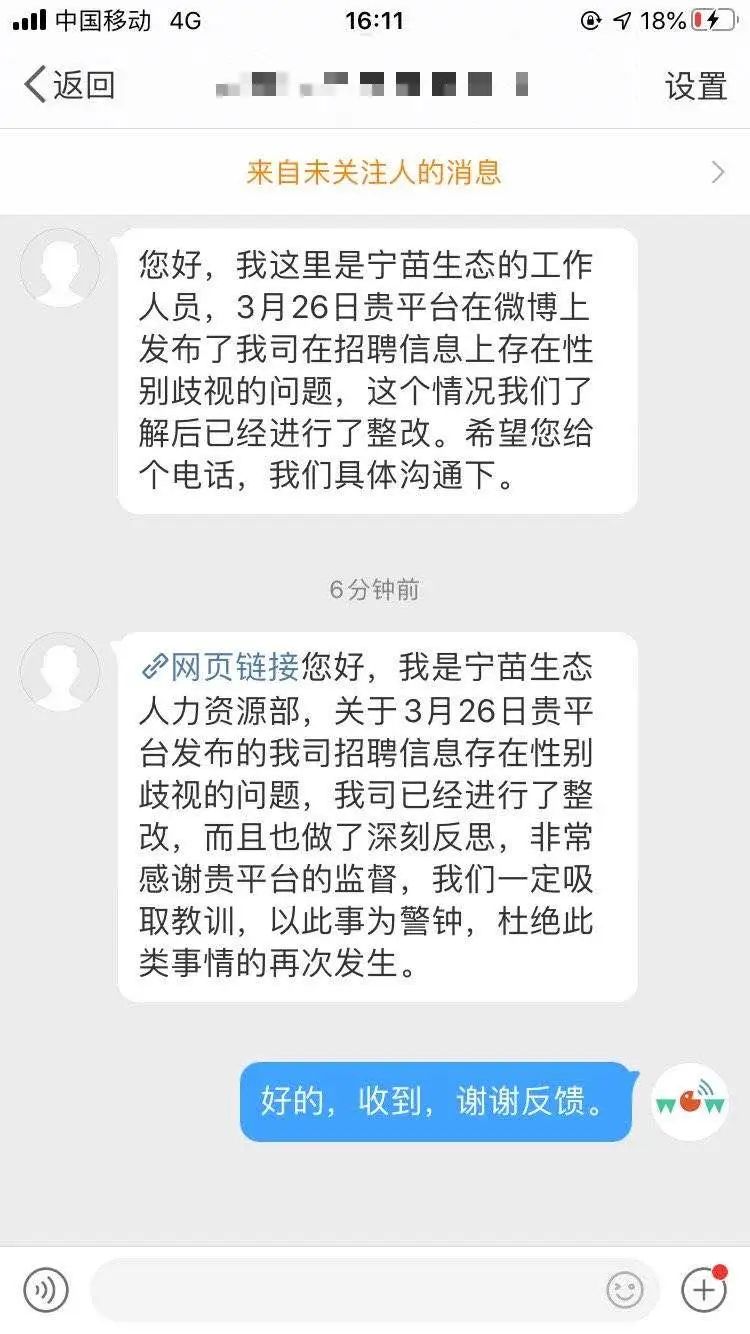 中国移动 4G 16:11 18%
返回 设置
来自未关注人的消息
您好，我这里是宁苗生态的工作
人员，3月26日贵平台在微博上
发布了我司在招聘信息上存在性
别歧视的问题，这个情况我们了
解后已经进行了整改。希望您给
个电话，我们具体沟通下。
6分钟前
网页链接您好，我是宁苗生态
人力资源部，关于3月26日贵平
台发布的我司招聘信息存在性别
歧视的问题，我司已经进行了整
改，而且也做了深刻反思，非常
感谢贵平台的监督，我们一定吸
取教训，以此事为警钟，杜绝此
类事情的再次发生。
好的，收到，谢谢反馈。